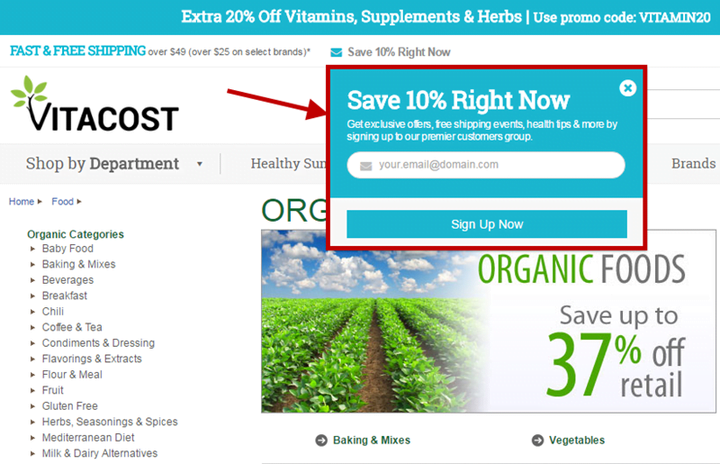 Extra 20% Off Vitamins, Supplements & Herbs | Use promo code: VITAMIN20
FAST & FREE SHIPPING over $49 (over $25 on select brands)*
Save 10% Right Now
VITACOST
Save 10% Right Now
Get exclusive offers, free shipping events, health tips & more by
signing up to our premier customers group.
your.email@domain.com
Sign Up Now
Shop by Department
Healthy
Brands
Home
Food
ORG
Organic Categories
Baby Food
Baking & Mixes
Beverages
Breakfast
Chili
Coffee & Tea
Condiments & Dressing
Flavorings & Extracts
Flour & Meal
Fruit
Gluten Free
Herbs, Seasonings & Spices
Mediterranean Diet
Milk & Dairy Alternatives
ORGANIC FOODS
Save up to
37% off
retail
Baking & Mixes
Vegetables